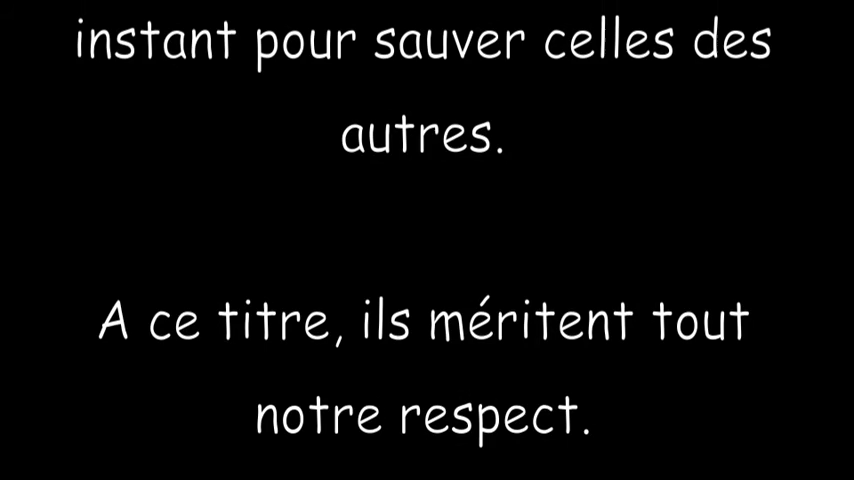 instant pour sauver celles des
autres.
A ce titre, ils méritent tout
notre respect.